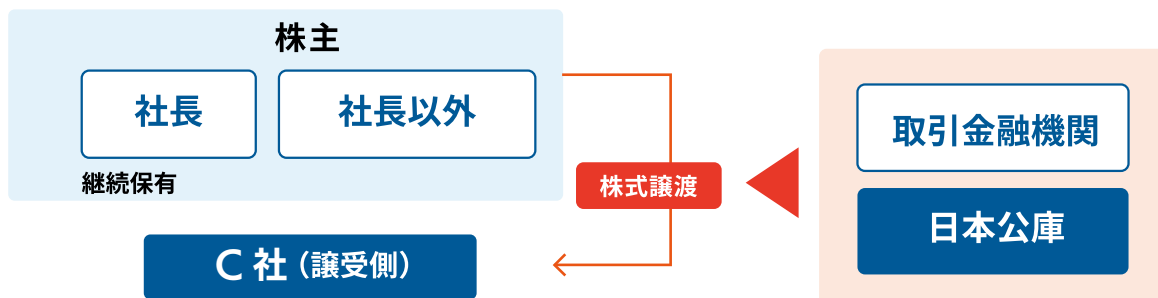 株主
社長
社長以外
継続保有
株式譲渡
C 社（譲受側）
取引金融機関
日本公庫